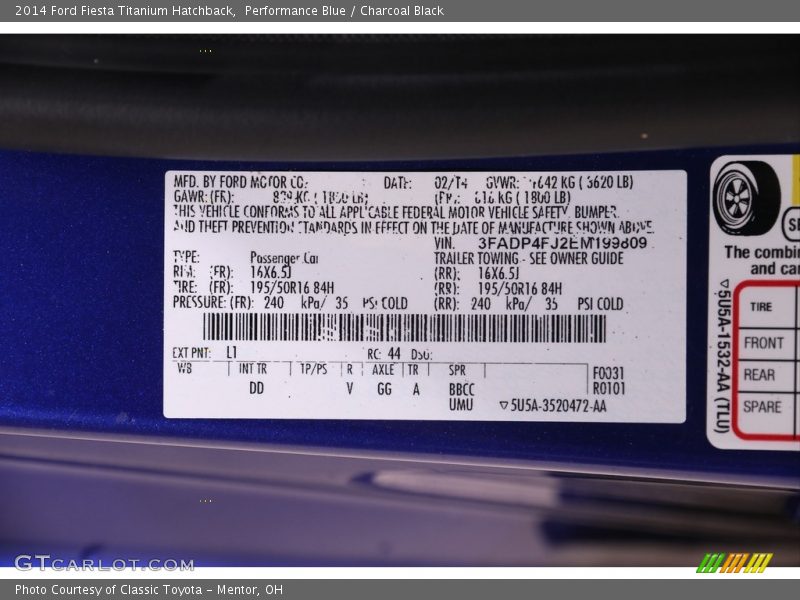 2014 Ford Fiesta Titanium Hatchback, Performance Blue / Charcoal Black
MFD. BY FORD MOTOR CO.
DATE: 02/14 GVWR: 1642 KG ( 3620 LB)
GAWR: (FR): KG ( LB) 816 KG ( 1800 LB)
THIS VEHICLE CONFORMS TO ALL APPLICABLE FEDERAL MOTOR VEHICLE SAFETY, BUMPER,
AND THEFT PREVENTION STANDARDS IN EFFECT ON THE DATE OF MANUFACTURE SHOWN ABOVE.
VIN: 3FADP4FJ2EM199809
TYPE: Passenger Car TRAILER TOWING - SEE OWNER GUIDE
RIM: (FR): 16X6.5J (RR): 16X6.5J
TIRE: (FR): 195/50R16 84H (RR): 195/50R16 84H
PRESSURE: (FR): 240 kPa/ 35 PSI COLD (RR): 240 kPa/ 35 PSI COLD
EXT PNT: L1 RC: 44 DSO:
WB INT TR TP/PS R AXLE TR SPR F0031
DD V GG A BBCC R0101
UMU ▽5U5A-3520472-AA
The
and
▽5U5A-1532-AA (TLU)
TIRE
FRONT
REAR
SPARE
GTCARLOT.COM
Photo Courtesy of Classic Toyota - Mentor, OH